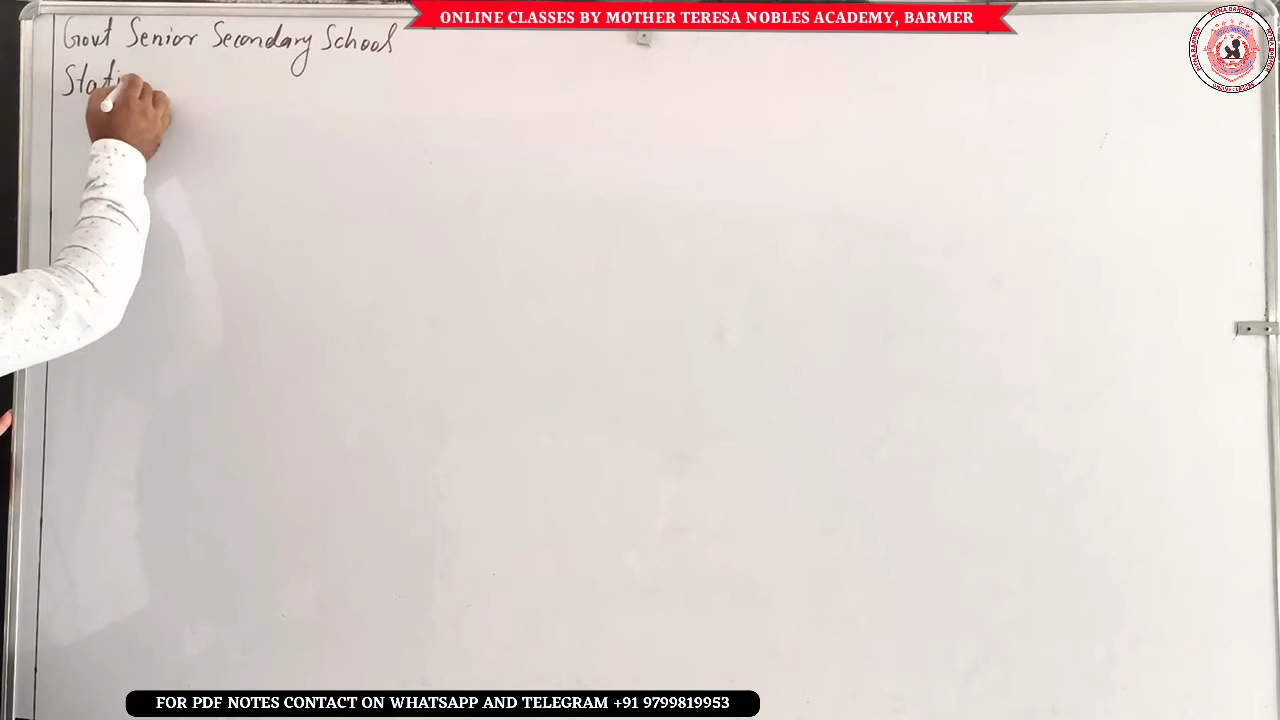 ONLINE CLASSES BY MOTHER TERESA NOBLES ACADEMY, BARMER
Govt Senior Secondary School
Stati
FOR PDF NOTES CONTACT ON WHATSAPP AND TELEGRAM +91 9799819953